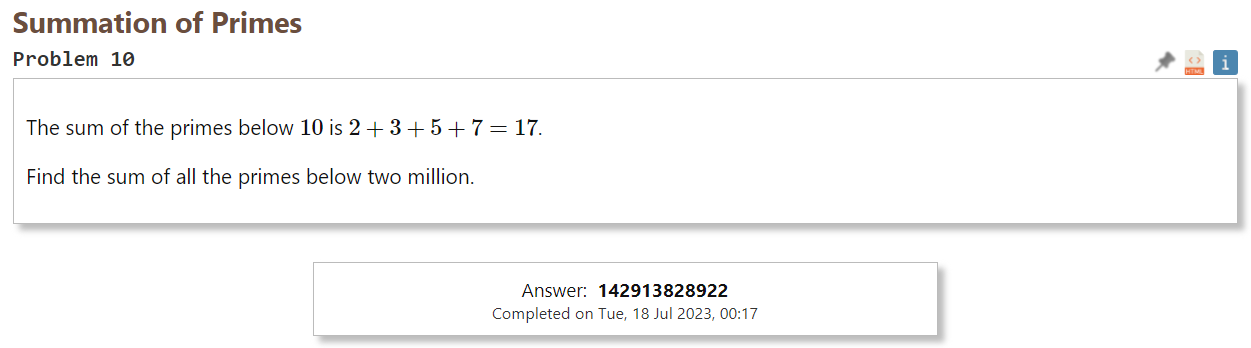 Summation of Primes
Problem 10
HTML
i
The sum of the primes below 10 is 2 + 3 + 5 + 7 = 17.
Find the sum of all the primes below two million.
Answer: 142913828922
Completed on Tue, 18 Jul 2023, 00:17